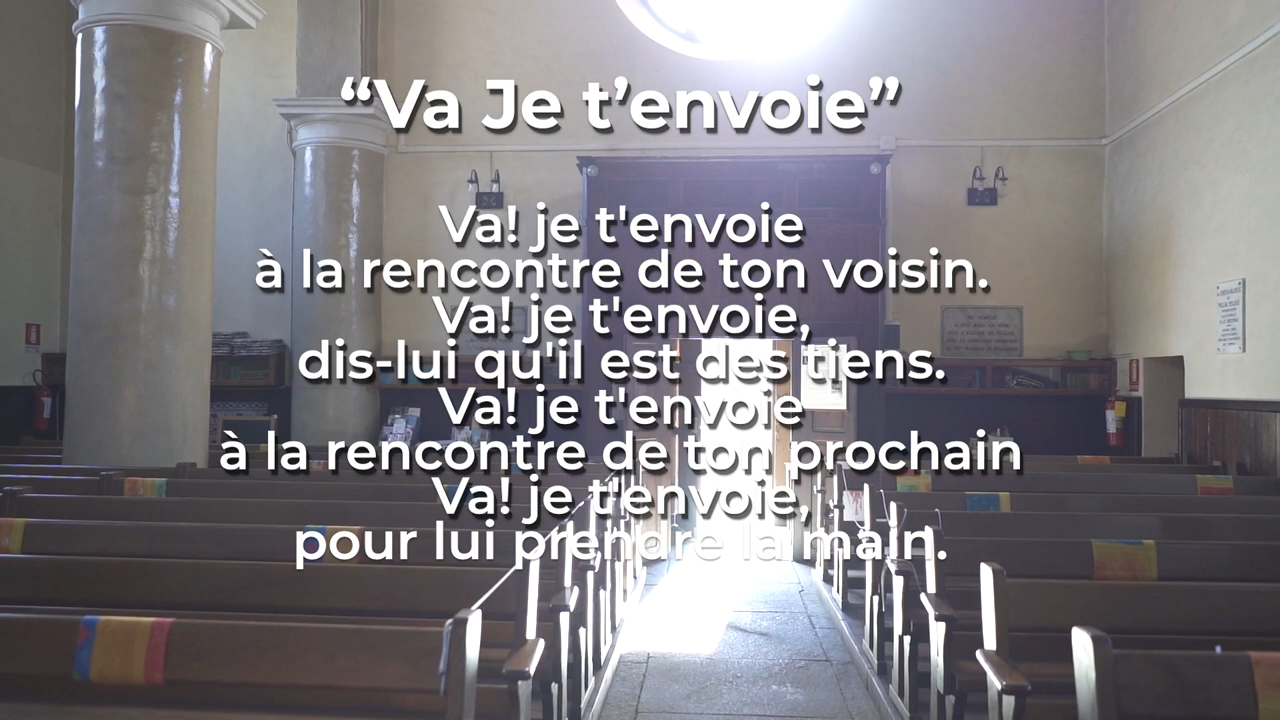 “Va Je t’envoie”
Va! je t'envoie
à la rencontre de ton voisin.
Va! je t'envoie,
dis-lui qu'il est des tiens.
Va! je t'envoie
à la rencontre de ton prochain
Va! je t'envoie,
pour lui prendre la main.